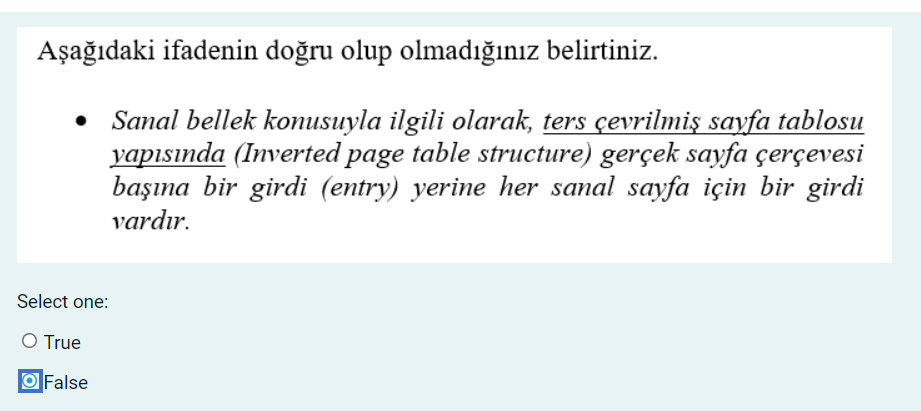 Aşağıdaki ifadenin doğru olup olmadığınız belirtiniz.
• Sanal bellek konusuyla ilgili olarak, ters çevrilmiş sayfa tablosu
yapısında (Inverted page table structure) gerçek sayfa çerçevesi
başına bir girdi (entry) yerine her sanal sayfa için bir girdi
vardır.
Select one:
True
False